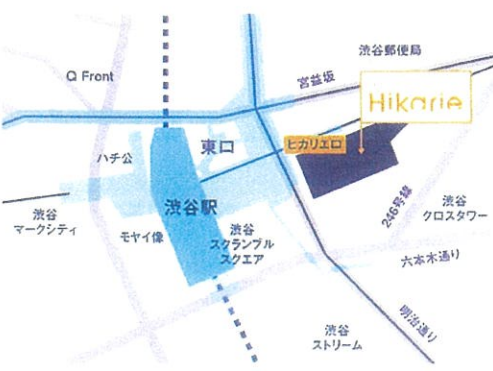 渋谷郵便局
宮益坂
Q Front
Hikarie
東口
ヒカリエ口
ハチ公
渋谷駅
246号線
渋谷
クロスタワー
渋谷
マークシティ
モヤイ像
渋谷
スクランブル
スクエア
六本木通り
明治通り
渋谷
ストリーム